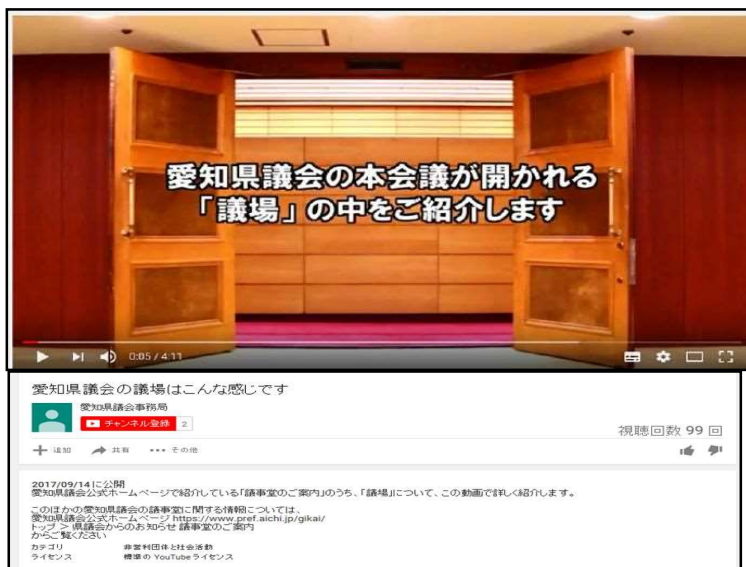 愛知県議会の本会議が開かれる
「議場」の中をご紹介します
0:05 / 4:11
愛知県議会の議場はこんな感じです
愛知県議会事務局
チャンネル登録 2
視聴回数 99 回
追加 共有 ••• その他
2017/09/14 に公開
愛知県議会公式ホームページで紹介している「議事堂のご案内」のうち、「議場」について、この動画で詳しく紹介します。
このほかの愛知県議会の議事堂に関する情報については、
愛知県議会公式ホームページ https://www.pref.aichi.jp/gikai/
トップ > 県議会からのお知らせ 議事堂のご案内
からご覧ください
カテゴリ 非営利団体と社会活動
ライセンス 標準の YouTube ライセンス